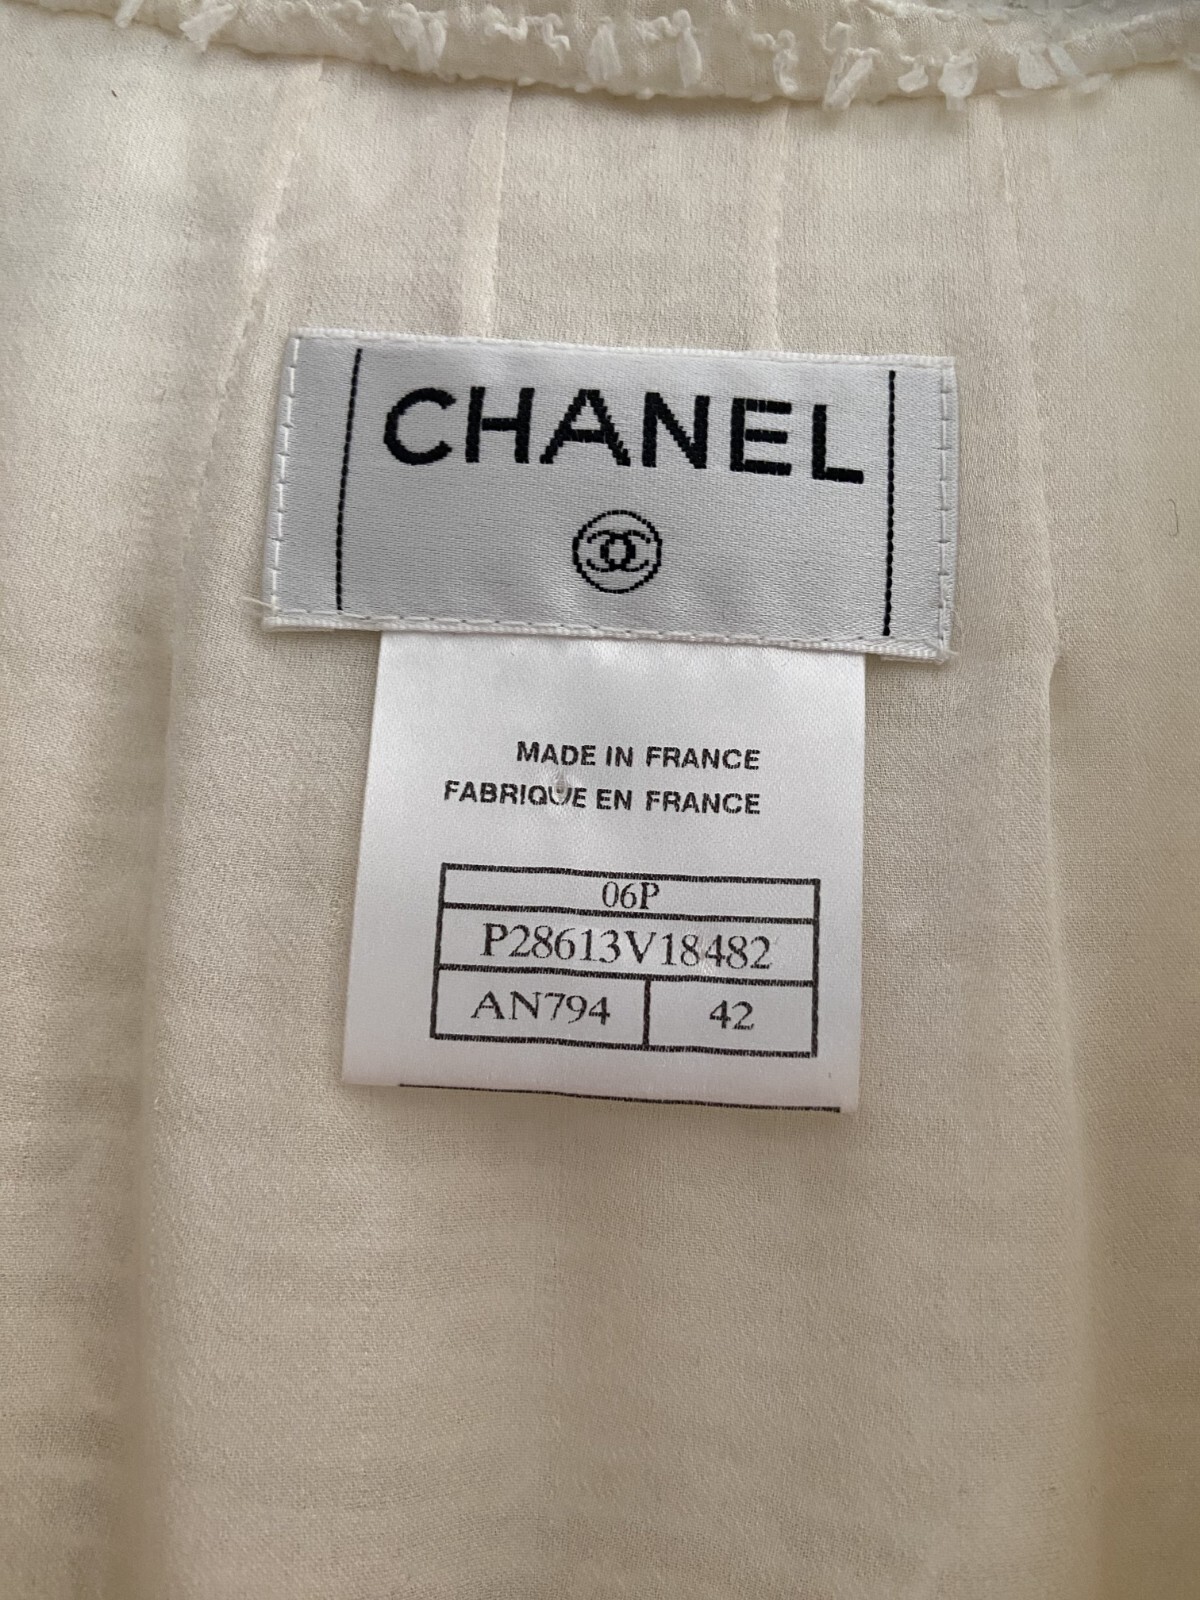 CHANEL
MADE IN FRANCE
FABRIQUE EN FRANCE
06P
P28613V18482
AN794 42